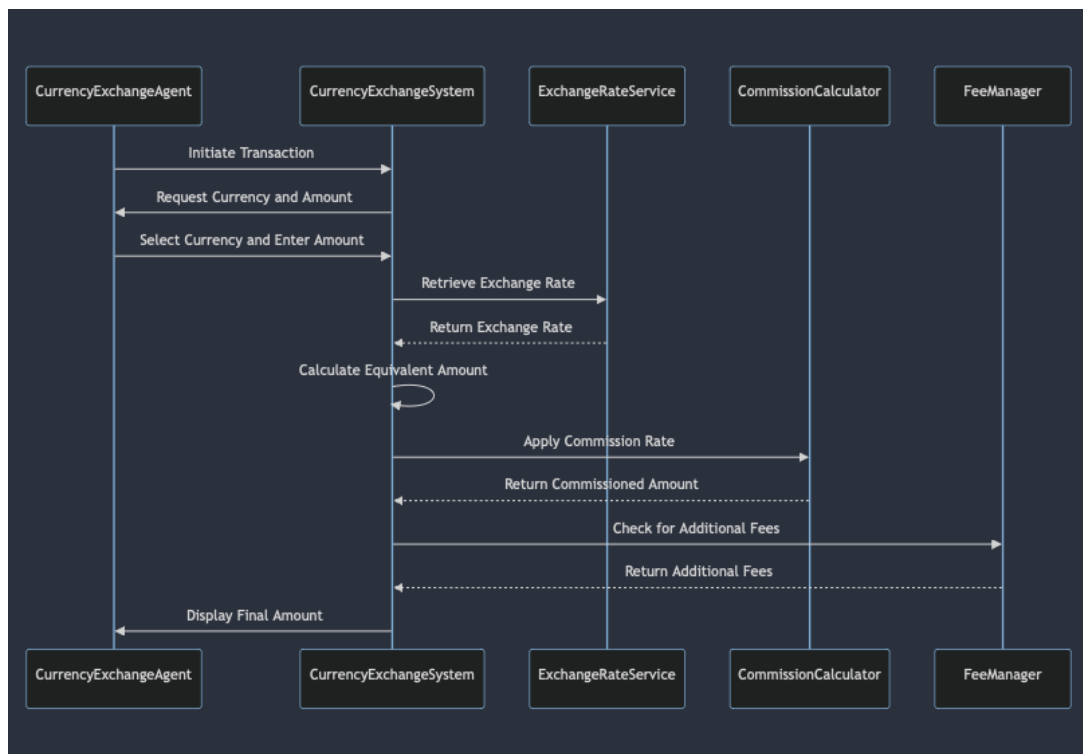 CurrencyExchangeAgent
CurrencyExchangeSystem
ExchangeRateService
CommissionCalculator
FeeManager
Initiate Transaction
Request Currency and Amount
Select Currency and Enter Amount
Retrieve Exchange Rate
Return Exchange Rate
Calculate Equivalent Amount
Apply Commission Rate
Return Commissioned Amount
Check for Additional Fees
Return Additional Fees
Display Final Amount
CurrencyExchangeAgent
CurrencyExchangeSystem
ExchangeRateService
CommissionCalculator
FeeManager